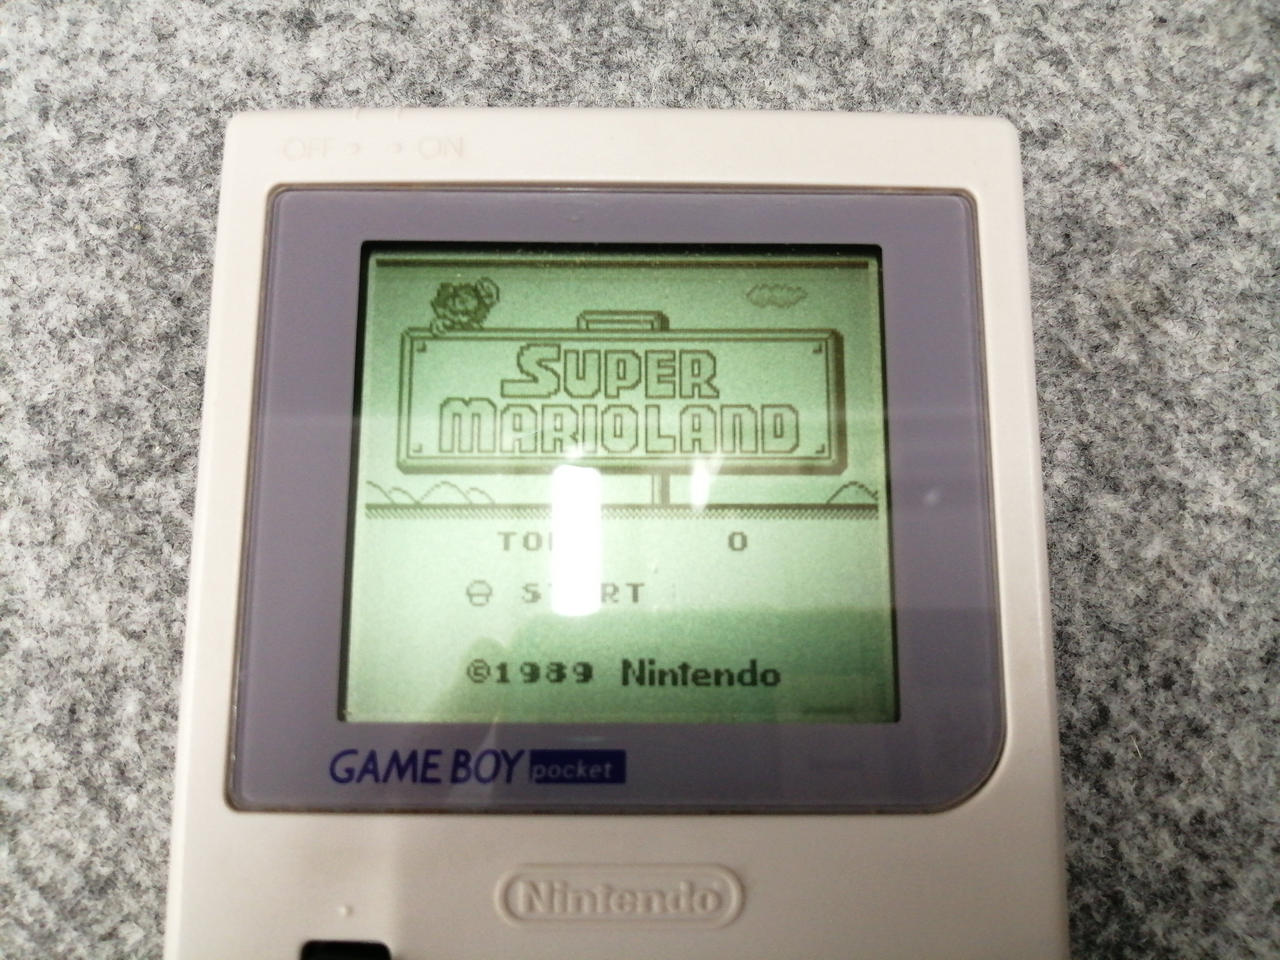 OFF ON
SUPER
MARIOLAND
0
©1989 Nintendo
GAME BOY pocket
Nintendo